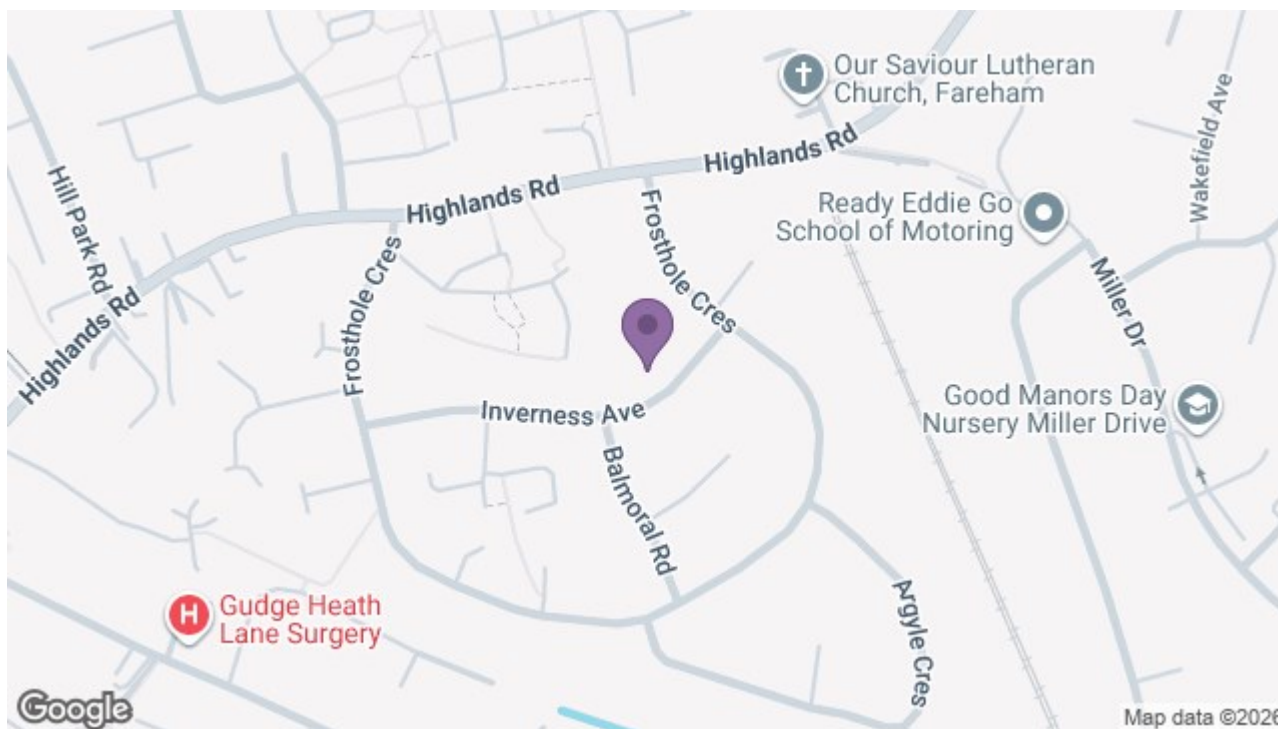 Our Saviour Lutheran
Church, Fareham
Highlands Rd
Wakefield Ave
Hill Park Rd
Highlands Rd
Ready Eddie Go
School of Motoring
Frosthole Cres
Frosthole Cres
Miller Dr
Highlands Rd
Good Manors Day
Nursery Miller Drive
Inverness Ave
Balmoral Rd
H
Gudge Heath
Lane Surgery
Argyle Cres
Google
Map data ©2026